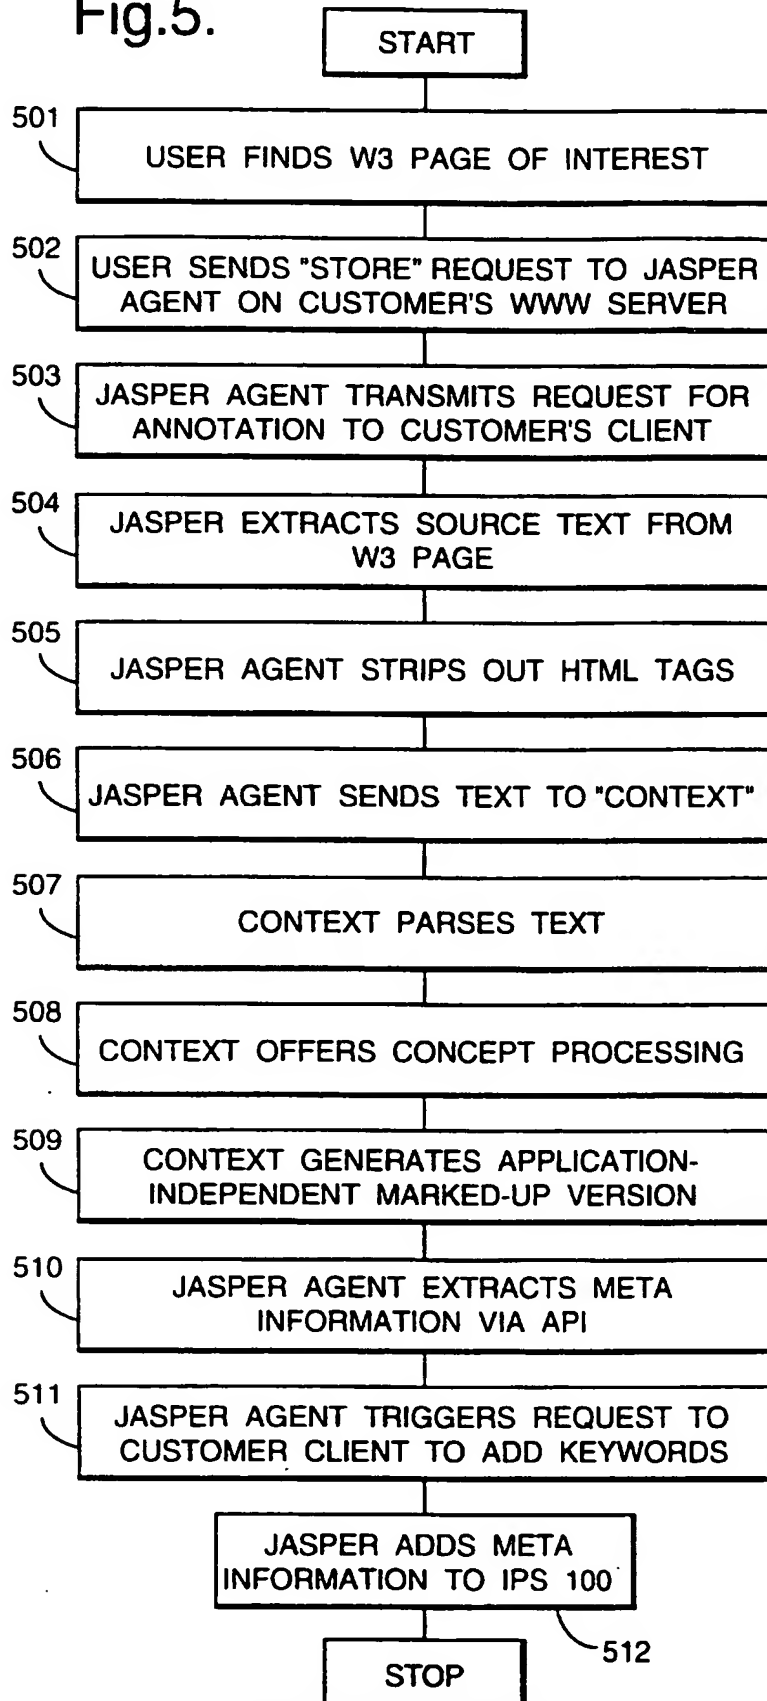 Fig.5.
START
501
USER FINDS W3 PAGE OF INTEREST
502
USER SENDS "STORE" REQUEST TO JASPER
AGENT ON CUSTOMER'S WWW SERVER
503
JASPER AGENT TRANSMITS REQUEST FOR
ANNOTATION TO CUSTOMER'S CLIENT
504
JASPER EXTRACTS SOURCE TEXT FROM
W3 PAGE
505
JASPER AGENT STRIPS OUT HTML TAGS
506
JASPER AGENT SENDS TEXT TO "CONTEXT"
507
CONTEXT PARSES TEXT
508
CONTEXT OFFERS CONCEPT PROCESSING
509
CONTEXT GENERATES APPLICATION-
INDEPENDENT MARKED-UP VERSION
510
JASPER AGENT EXTRACTS META
INFORMATION VIA API
511
JASPER AGENT TRIGGERS REQUEST TO
CUSTOMER CLIENT TO ADD KEYWORDS
JASPER ADDS META
INFORMATION TO IPS 100
512
STOP